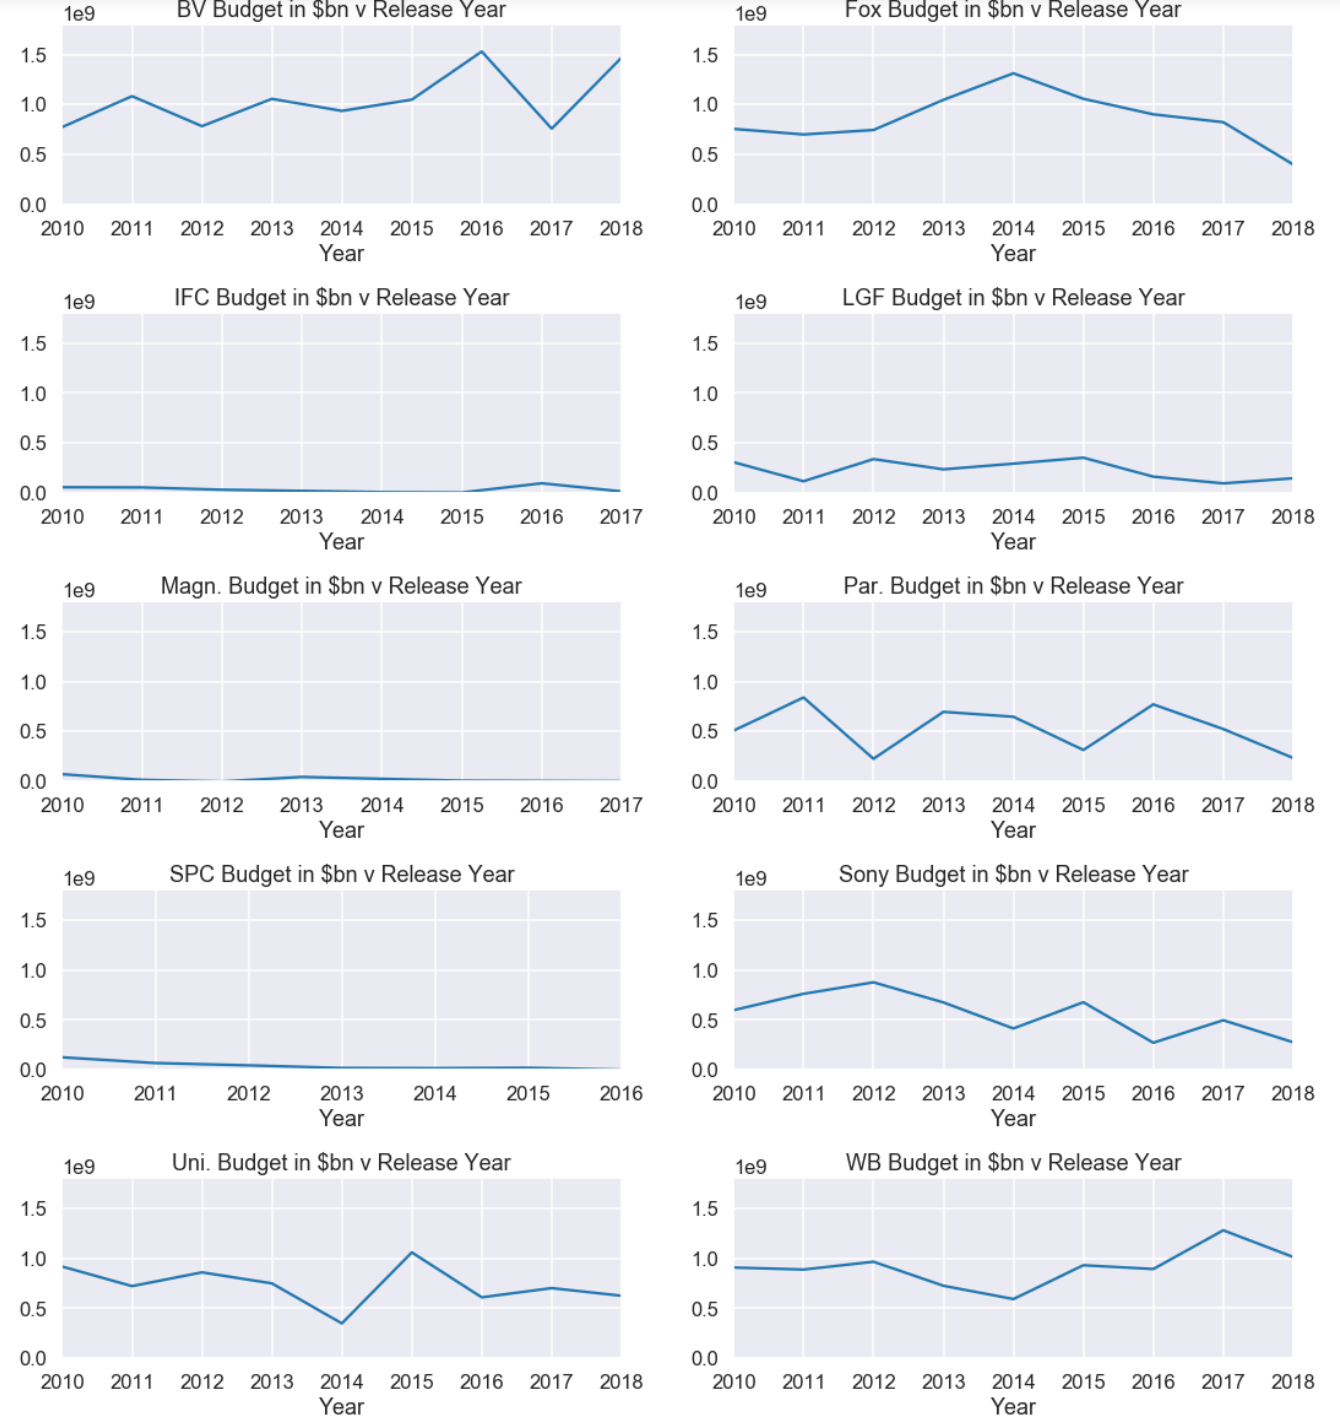 BV Budget in $bn v Release Year
1e9
1.5
1.0
0.5
0.0
2010 2011 2012 2013 2014 2015 2016 2017 2018
Year
Fox Budget in $bn v Release Year
1e9
1.5
1.0
0.5
0.0
2010 2011 2012 2013 2014 2015 2016 2017 2018
Year
IFC Budget in $bn v Release Year
1e9
1.5
1.0
0.5
0.0
2010 2011 2012 2013 2014 2015 2016 2017
Year
LGF Budget in $bn v Release Year
1e9
1.5
1.0
0.5
0.0
2010 2011 2012 2013 2014 2015 2016 2017 2018
Year
Magn. Budget in $bn v Release Year
1e9
1.5
1.0
0.5
0.0
2010 2011 2012 2013 2014 2015 2016 2017
Year
Par. Budget in $bn v Release Year
1e9
1.5
1.0
0.5
0.0
2010 2011 2012 2013 2014 2015 2016 2017 2018
Year
SPC Budget in $bn v Release Year
1e9
1.5
1.0
0.5
0.0
2010 2011 2012 2013 2014 2015 2016
Year
Sony Budget in $bn v Release Year
1e9
1.5
1.0
0.5
0.0
2010 2011 2012 2013 2014 2015 2016 2017 2018
Year
Uni. Budget in $bn v Release Year
1e9
1.5
1.0
0.5
0.0
2010 2011 2012 2013 2014 2015 2016 2017 2018
Year
WB Budget in $bn v Release Year
1e9
1.5
1.0
0.5
0.0
2010 2011 2012 2013 2014 2015 2016 2017 2018
Year